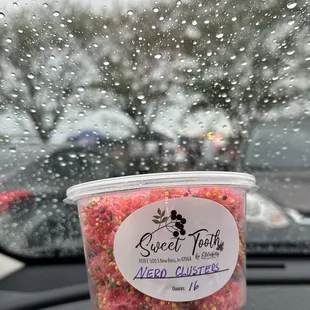 Sweet Tooth
NERD CLUSTERS
OUNCES: 16